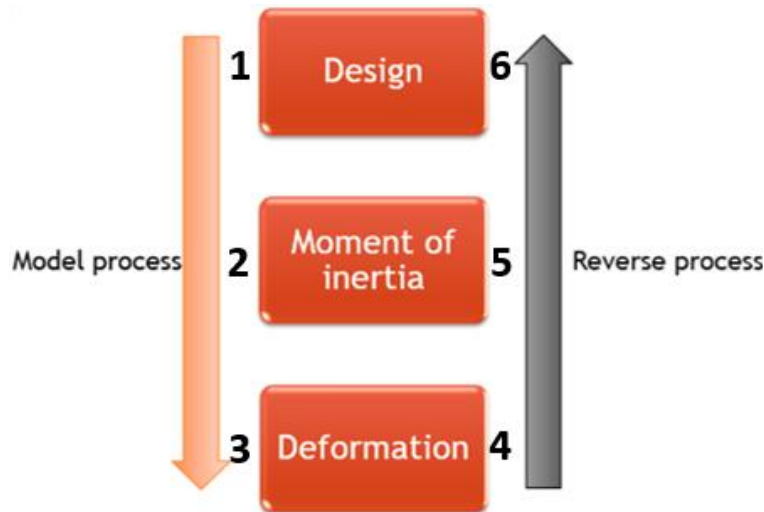 1 Design 6
Model process 2 Moment of inertia 5 Reverse process
3 Deformation 4